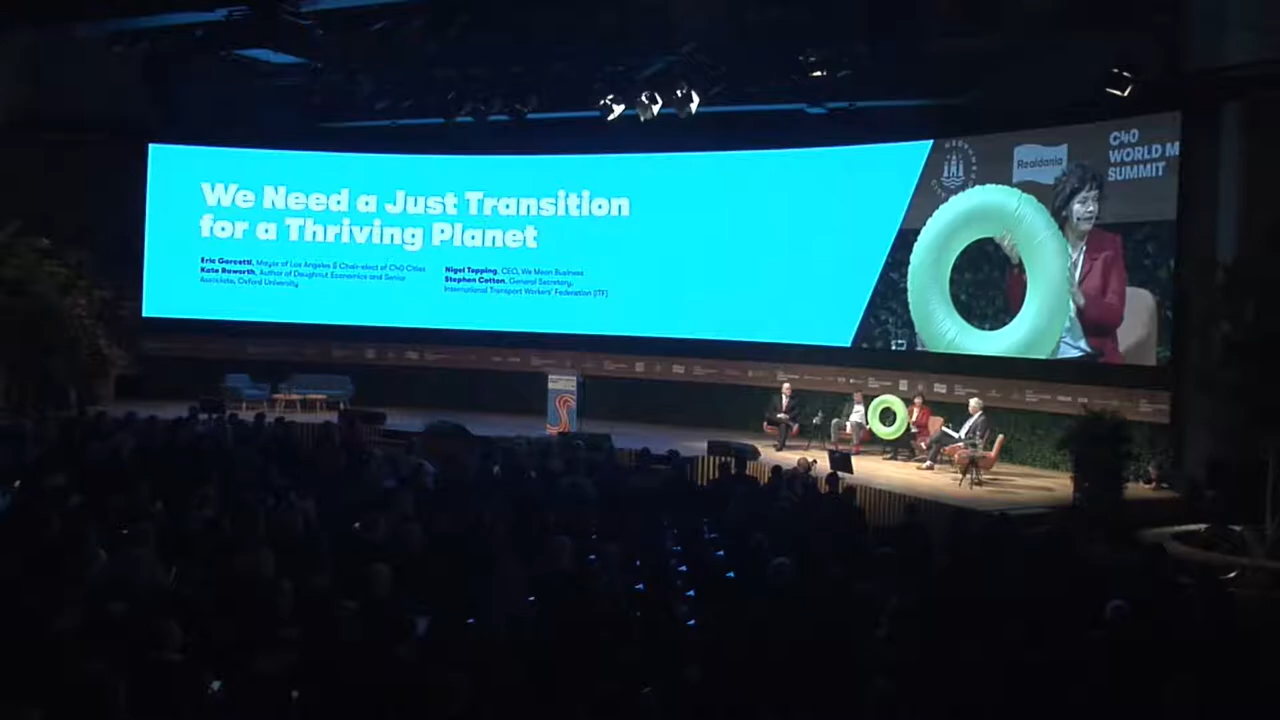 We Need a Just Transition
for a Thriving Planet
Eric Garcetti, Mayor of Los Angeles & Chair-elect of C40 Cities
Kate Raworth, Author of Doughnut Economics and Senior
Associate, Oxford University
Nigel Topping, CEO, We Mean Business
Stephen Cotton, General Secretary,
International Transport Workers' Federation (ITF)
Realdania
C40
WORLD M
SUMMIT